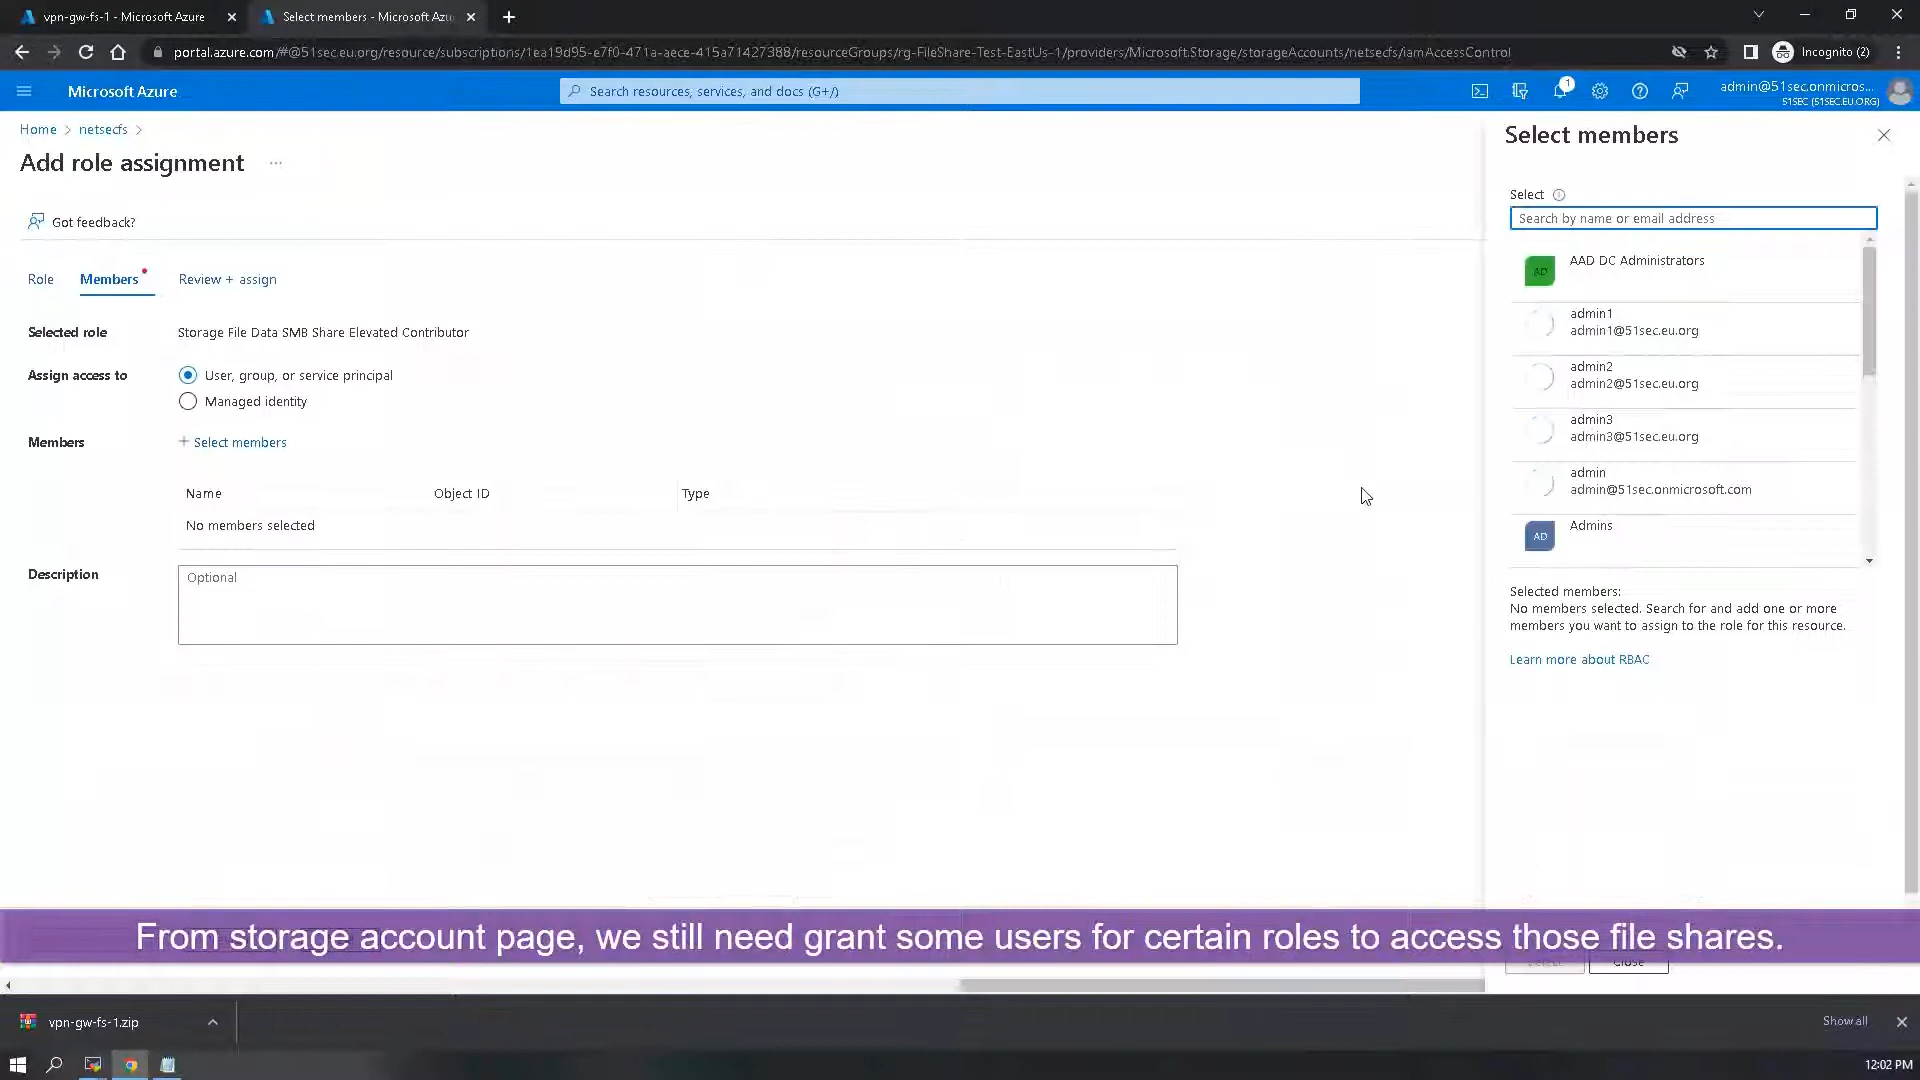 vpn-gw-fs-1 - Microsoft Azure
Select members - Microsoft Azu
portal.azure.com/#@51sec.eu.org/resource/subscriptions/1ea19d95-e7f0-471a-aece-415a71427388/resourceGroups/rg-FileShare-Test-EastUs-1/providers/Microsoft.Storage/storageAccounts/netsecfs/iamAccessControl
Incognito (2)
Microsoft Azure
Search resources, services, and docs (G+/)
1
admin@51sec.onmicros...
51SEC (51SEC.EU.ORG)
Home > netsecfs >
Add role assignment ...
Got feedback?
Role
Members
Review + assign
Selected role
Storage File Data SMB Share Elevated Contributor
Assign access to
User, group, or service principal
Managed identity
Members
+ Select members
Name
Object ID
Type
No members selected
Description
Optional
Select members
Select
Search by name or email address
AD
AAD DC Administrators
admin1
admin1@51sec.eu.org
admin2
admin2@51sec.eu.org
admin3
admin3@51sec.eu.org
admin
admin@51sec.onmicrosoft.com
AD
Admins
Selected members:
No members selected. Search for and add one or more
members you want to assign to the role for this resource.
Learn more about RBAC
From storage account page, we still need grant some users for certain roles to access those file shares.
Close
vpn-gw-fs-1.zip
Show all
12:02 PM